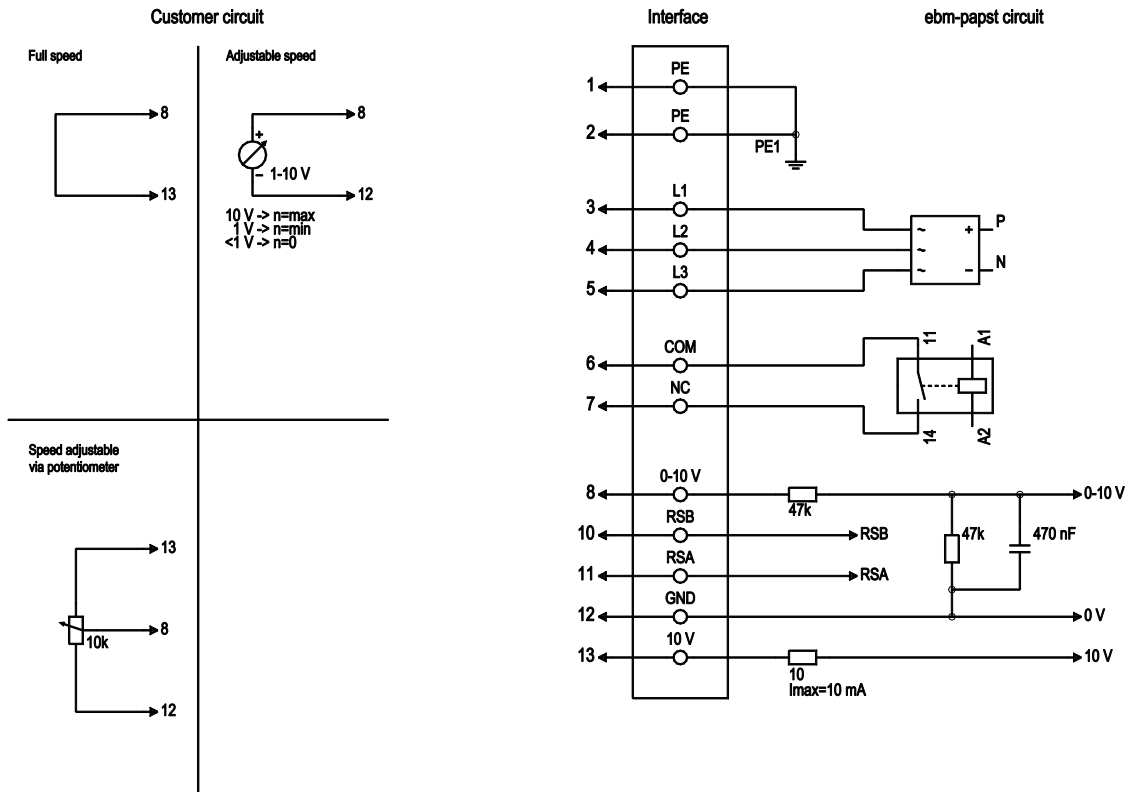 Customer circuit
Interface
ebm-papst circuit
Full speed
8
13
Adjustable speed
8
+
−
1-10 V
12
10 V -> n=max
1 V -> n=min
<1 V -> n=0
Speed adjustable
via potentiometer
13
8
10k
12
1
PE
2
PE
PE1
3
L1
4
L2
5
L3
~
~
~
+
−
P
N
6
COM
7
NC
11
14
A1
A2
8
0-10 V
47k
0-10 V
10
RSB
RSB
47k
470 nF
11
RSA
RSA
12
GND
0 V
13
10 V
10
Imax=10 mA
10 V